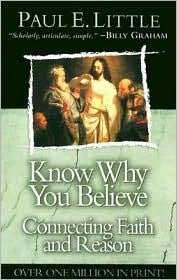 PAUL E. LITTLE
"Scholarly, articulate, simple." –BILLY GRAHAM
Know Why
You Believe
Connecting Faith
and Reason
OVER ONE MILLION IN PRINT!